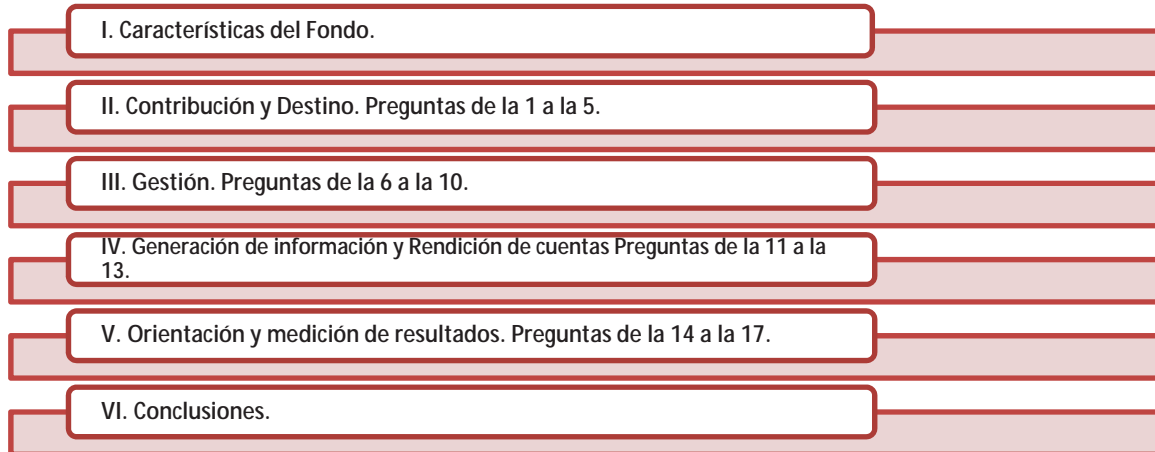 I. Características del Fondo.
II. Contribución y Destino. Preguntas de la 1 a la 5.
III. Gestión. Preguntas de la 6 a la 10.
IV. Generación de información y Rendición de cuentas Preguntas de la 11 a la
13.
V. Orientación y medición de resultados. Preguntas de la 14 a la 17.
VI. Conclusiones.